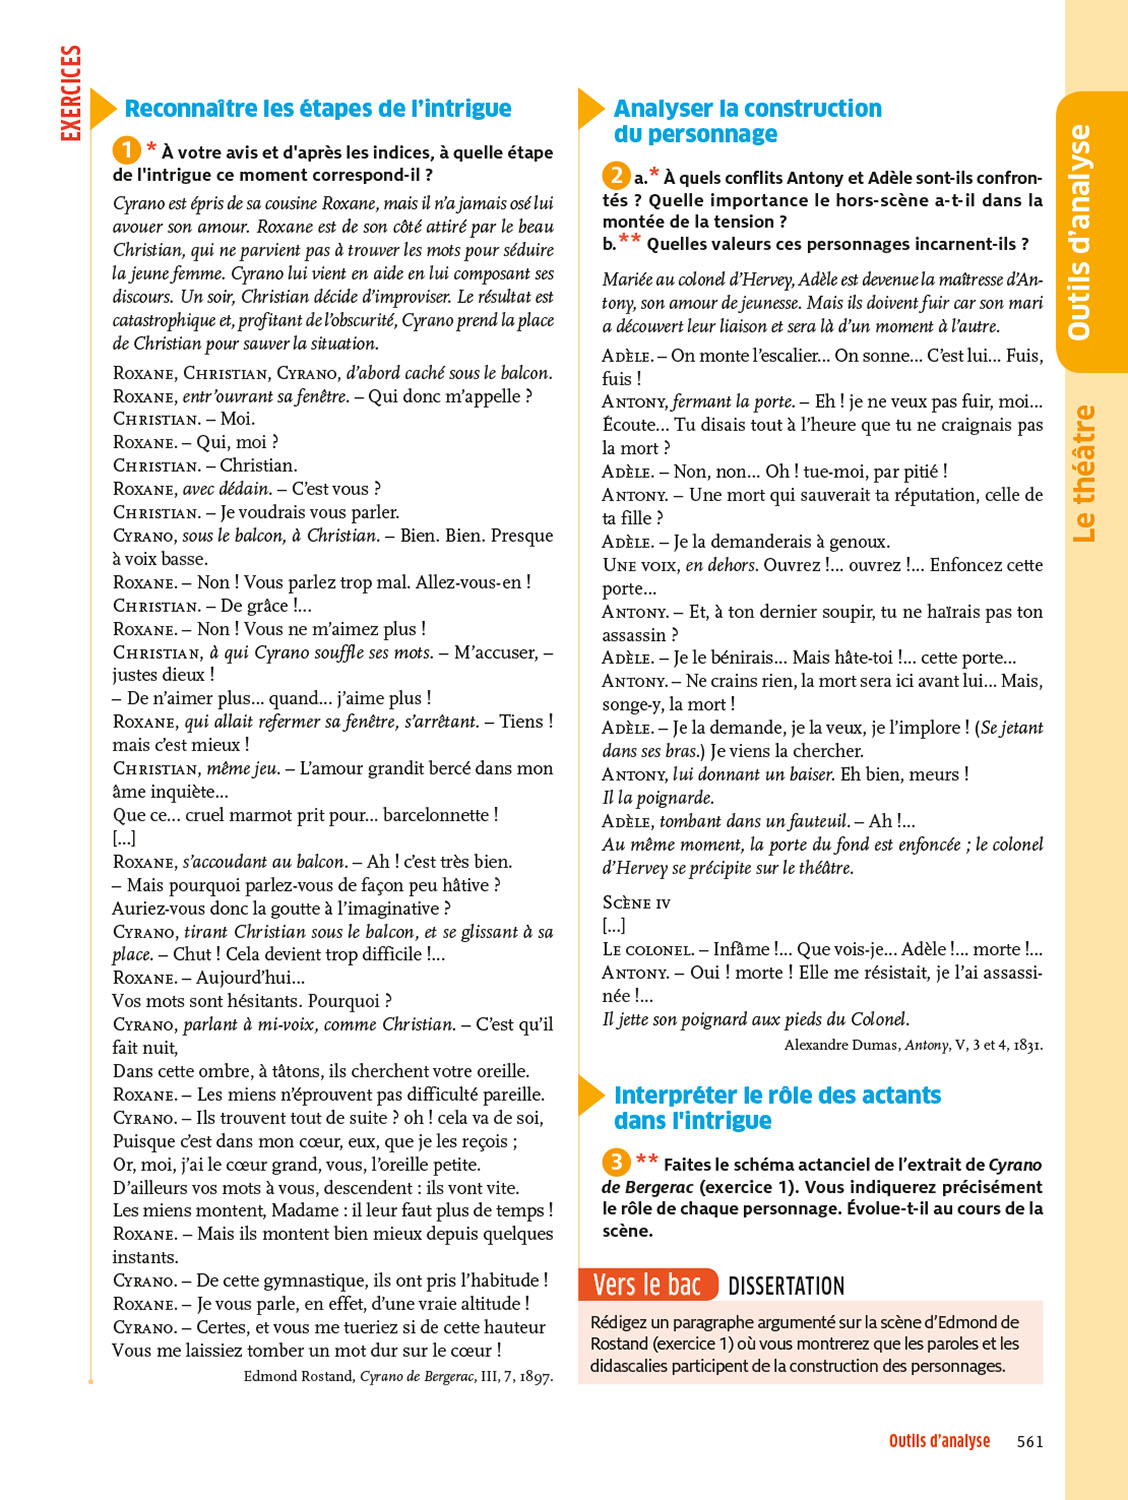 EXERCICES
Reconnaître les étapes de l'intrigue
1 * À votre avis et d'après les indices, à quelle étape
de l'intrigue ce moment correspond-il ?
Cyrano est épris de sa cousine Roxane, mais il n'a jamais osé lui
avouer son amour. Roxane est de son côté attiré par le beau
Christian, qui ne parvient pas à trouver les mots pour séduire
la jeune femme. Cyrano lui vient en aide en lui composant ses
discours. Un soir, Christian décide d'improviser. Le résultat est
catastrophique et, profitant de l'obscurité, Cyrano prend la place
de Christian pour sauver la situation.
ROXANE, CHRISTIAN, CYRANO, d'abord caché sous le balcon.
ROXANE, entr'ouvrant sa fenêtre. – Qui donc m'appelle ?
CHRISTIAN. – Moi.
ROXANE. – Qui, moi ?
CHRISTIAN. – Christian.
ROXANE, avec dédain. – C'est vous ?
CHRISTIAN. – Je voudrais vous parler.
CYRANO, sous le balcon, à Christian. – Bien. Bien. Presque
à voix basse.
ROXANE. – Non ! Vous parlez trop mal. Allez-vous-en !
CHRISTIAN. – De grâce !...
ROXANE. – Non ! Vous ne m'aimez plus !
CHRISTIAN, à qui Cyrano souffle ses mots. – M'accuser, –
justes dieux !
– De n'aimer plus... quand... j'aime plus !
ROXANE, qui allait refermer sa fenêtre, s'arrêtant. – Tiens !
mais c'est mieux !
CHRISTIAN, même jeu. – L'amour grandit bercé dans mon
âme inquiète...
Que ce... cruel marmot prit pour... barcelonnette !
[...]
ROXANE, s'accoudant au balcon. – Ah ! c'est très bien.
– Mais pourquoi parlez-vous de façon peu hâtive ?
Auriez-vous donc la goutte à l'imaginative ?
CYRANO, tirant Christian sous le balcon, et se glissant à sa
place. – Chut ! Cela devient trop difficile !...
ROXANE. – Aujourd'hui...
Vos mots sont hésitants. Pourquoi ?
CYRANO, parlant à mi-voix, comme Christian. – C'est qu'il
fait nuit,
Dans cette ombre, à tâtons, ils cherchent votre oreille.
ROXANE. – Les miens n'éprouvent pas difficulté pareille.
CYRANO. – Ils trouvent tout de suite ? oh ! cela va de soi,
Puisque c'est dans mon cœur, eux, que je les reçois ;
Or, moi, j'ai le cœur grand, vous, l'oreille petite.
D'ailleurs vos mots à vous, descendent : ils vont vite.
Les miens montent, Madame : il leur faut plus de temps !
ROXANE. – Mais ils montent bien mieux depuis quelques
instants.
CYRANO. – De cette gymnastique, ils ont pris l'habitude !
ROXANE. – Je vous parle, en effet, d'une vraie altitude !
CYRANO. – Certes, et vous me tueriez si de cette hauteur
Vous me laissiez tomber un mot dur sur le cœur !
Edmond Rostand, Cyrano de Bergerac, III, 7, 1897.
Analyser la construction
du personnage
2 a.* À quels conflits Antony et Adèle sont-ils confron-
tés ? Quelle importance le hors-scène a-t-il dans la
montée de la tension ?
b.** Quelles valeurs ces personnages incarnent-ils ?
Mariée au colonel d'Hervey, Adèle est devenue la maîtresse d'An-
tony, son amour de jeunesse. Mais ils doivent fuir car son mari
a découvert leur liaison et sera là d'un moment à l'autre.
ADÈLE. – On monte l'escalier... On sonne... C'est lui... Fuis,
fuis !
ANTONY, fermant la porte. – Eh ! je ne veux pas fuir, moi...
Écoute... Tu disais tout à l'heure que tu ne craignais pas
la mort ?
ADÈLE. – Non, non... Oh ! tue-moi, par pitié !
ANTONY. – Une mort qui sauverait ta réputation, celle de
ta fille ?
ADÈLE. – Je la demanderais à genoux.
UNE VOIX, en dehors. Ouvrez !... ouvrez !... Enfoncez cette
porte...
ANTONY. – Et, à ton dernier soupir, tu ne haïrais pas ton
assassin ?
ADÈLE. – Je le bénirais... Mais hâte-toi !... cette porte...
ANTONY. – Ne crains rien, la mort sera ici avant lui... Mais,
songe-y, la mort !
ADÈLE. – Je la demande, je la veux, je l'implore ! (Se jetant
dans ses bras.) Je viens la chercher.
ANTONY, lui donnant un baiser. Eh bien, meurs !
Il la poignarde.
ADÈLE, tombant dans un fauteuil. – Ah !...
Au même moment, la porte du fond est enfoncée ; le colonel
d'Hervey se précipite sur le théâtre.
SCÈNE IV
[...]
LE COLONEL. – Infâme !... Que vois-je... Adèle !... morte !...
ANTONY. – Oui ! morte ! Elle me résistait, je l'ai assassi-
née !...
Il jette son poignard aux pieds du Colonel.
Alexandre Dumas, Antony, V, 3 et 4, 1831.
Interpréter le rôle des actants
dans l'intrigue
3 ** Faites le schéma actanciel de l'extrait de Cyrano
de Bergerac (exercice 1). Vous indiquerez précisément
le rôle de chaque personnage. Évolue-t-il au cours de la
scène.
Vers le bac DISSERTATION
Rédigez un paragraphe argumenté sur la scène d'Edmond de
Rostand (exercice 1) où vous montrerez que les paroles et les
didascalies participent de la construction des personnages.
Outils d'analyse
Le théâtre
Outils d'analyse 561